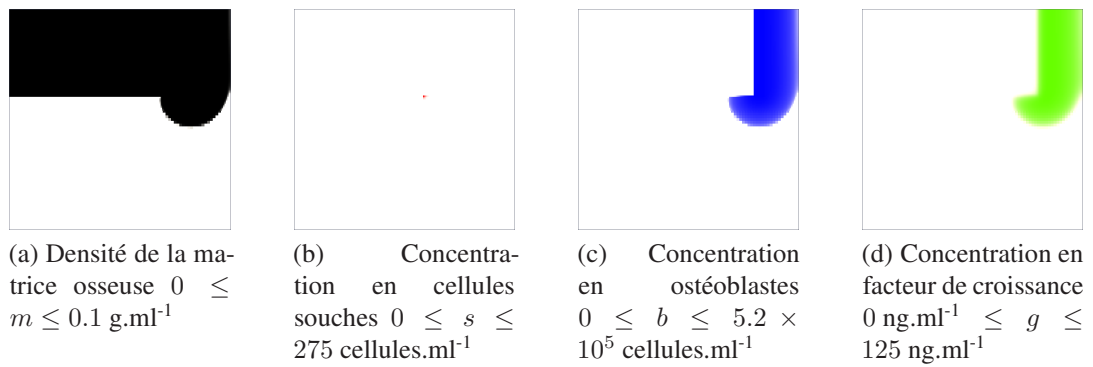 (a) Densité de la ma-
trice osseuse 0 ≤
m ≤ 0.1 g.ml-1
(b) Concentra-
tion en cellules
souches 0 ≤ s ≤
275 cellules.ml-1
(c) Concentration
en ostéoblastes
0 ≤ b ≤ 5.2 ×
10^5 cellules.ml-1
(d) Concentration en
facteur de croissance
0 ng.ml-1 ≤ g ≤
125 ng.ml-1